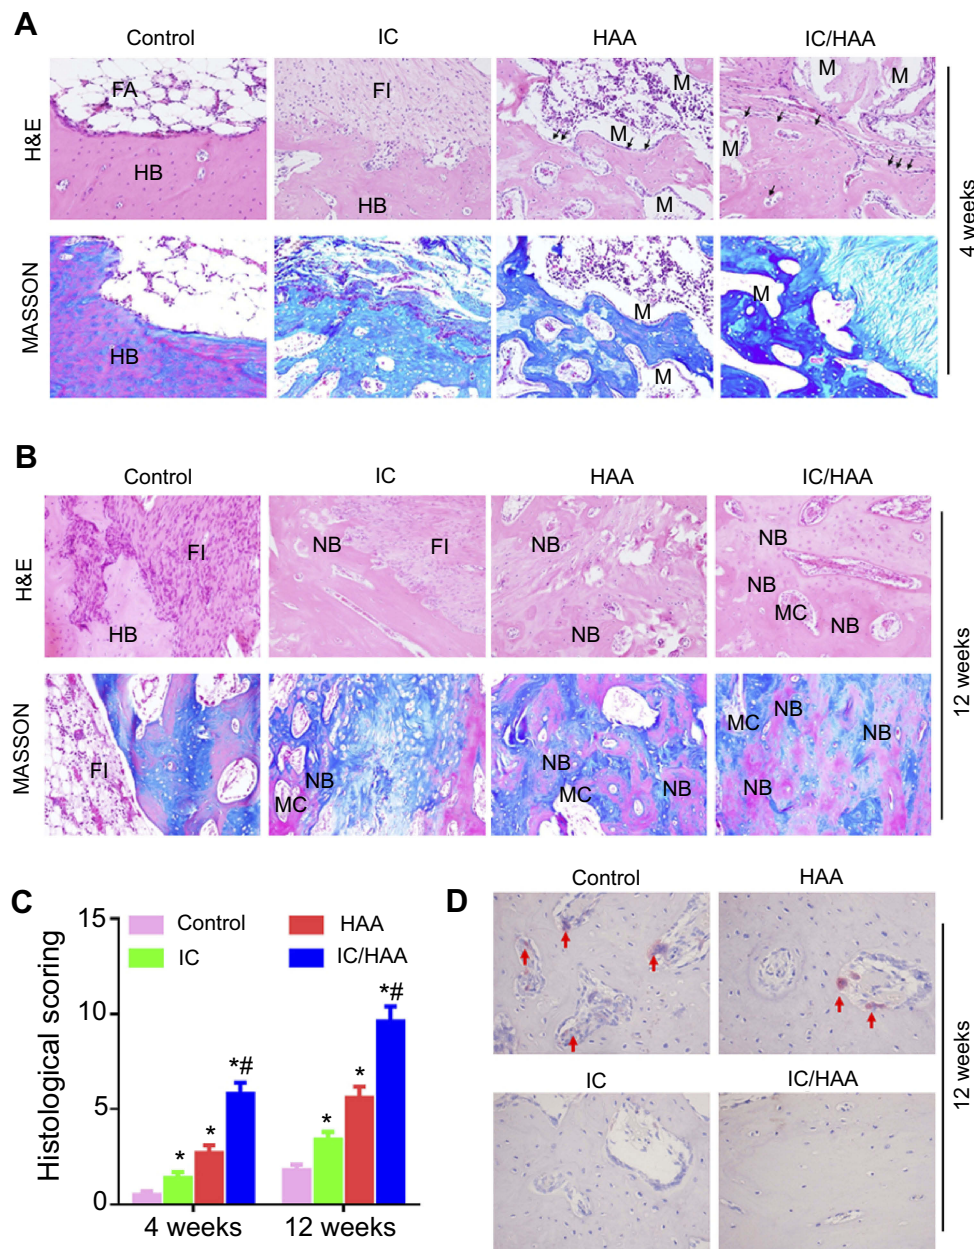 A
Control IC HAA IC/HAA
H&E
FA
HB
FI
HB
M
M
M
M
M
M
4 weeks
MASSON
HB
M
M
M
B
Control IC HAA IC/HAA
H&E
FI
HB
NB
FI
NB
NB
NB
NB
MC
NB
12 weeks
MASSON
FI
NB
MC
NB
MC
NB
MC
NB
NB
NB
C
Histological scoring
15
10
5
0
Control
HAA
IC
IC/HAA
*
*
*#
*
*
*#
4 weeks 12 weeks
D
Control HAA
IC IC/HAA
12 weeks